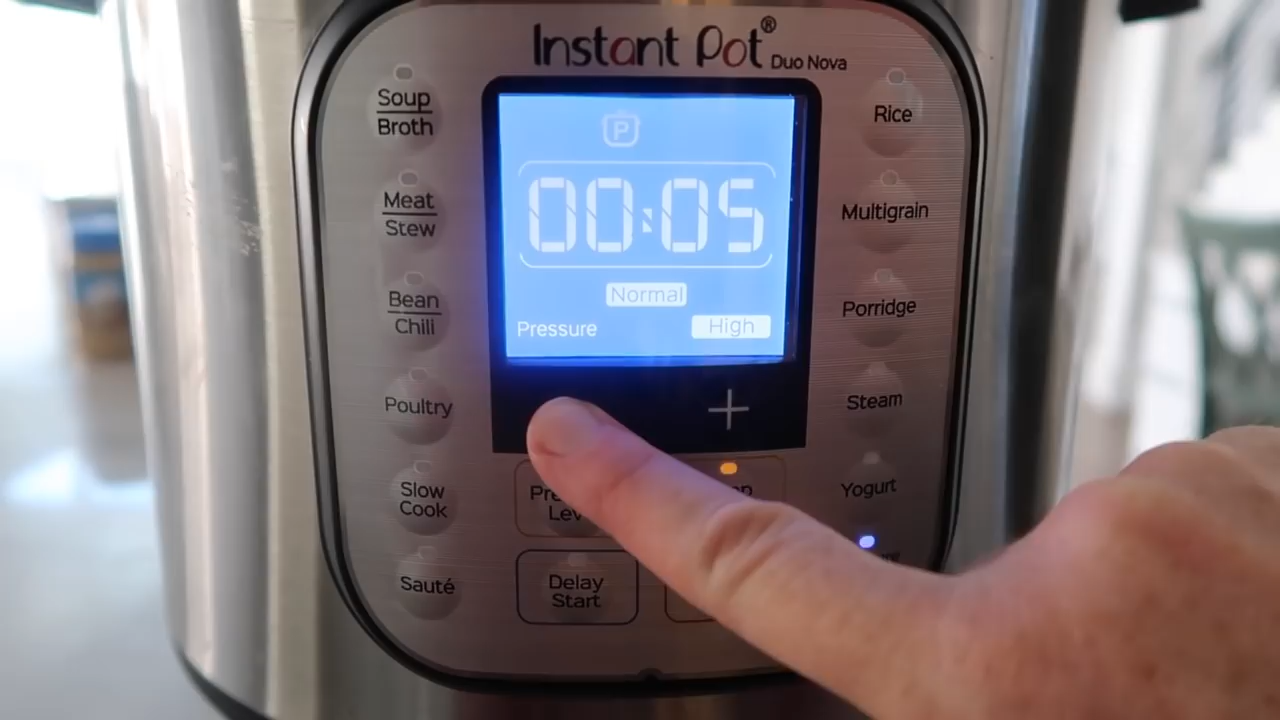 Instant Pot®
Duo Nova
Soup
Broth
Meat
Stew
Bean
Chili
Poultry
Slow
Cook
Sauté
P
00:05
Normal
Pressure High
+
Delay
Start
Rice
Multigrain
Porridge
Steam
Yogurt